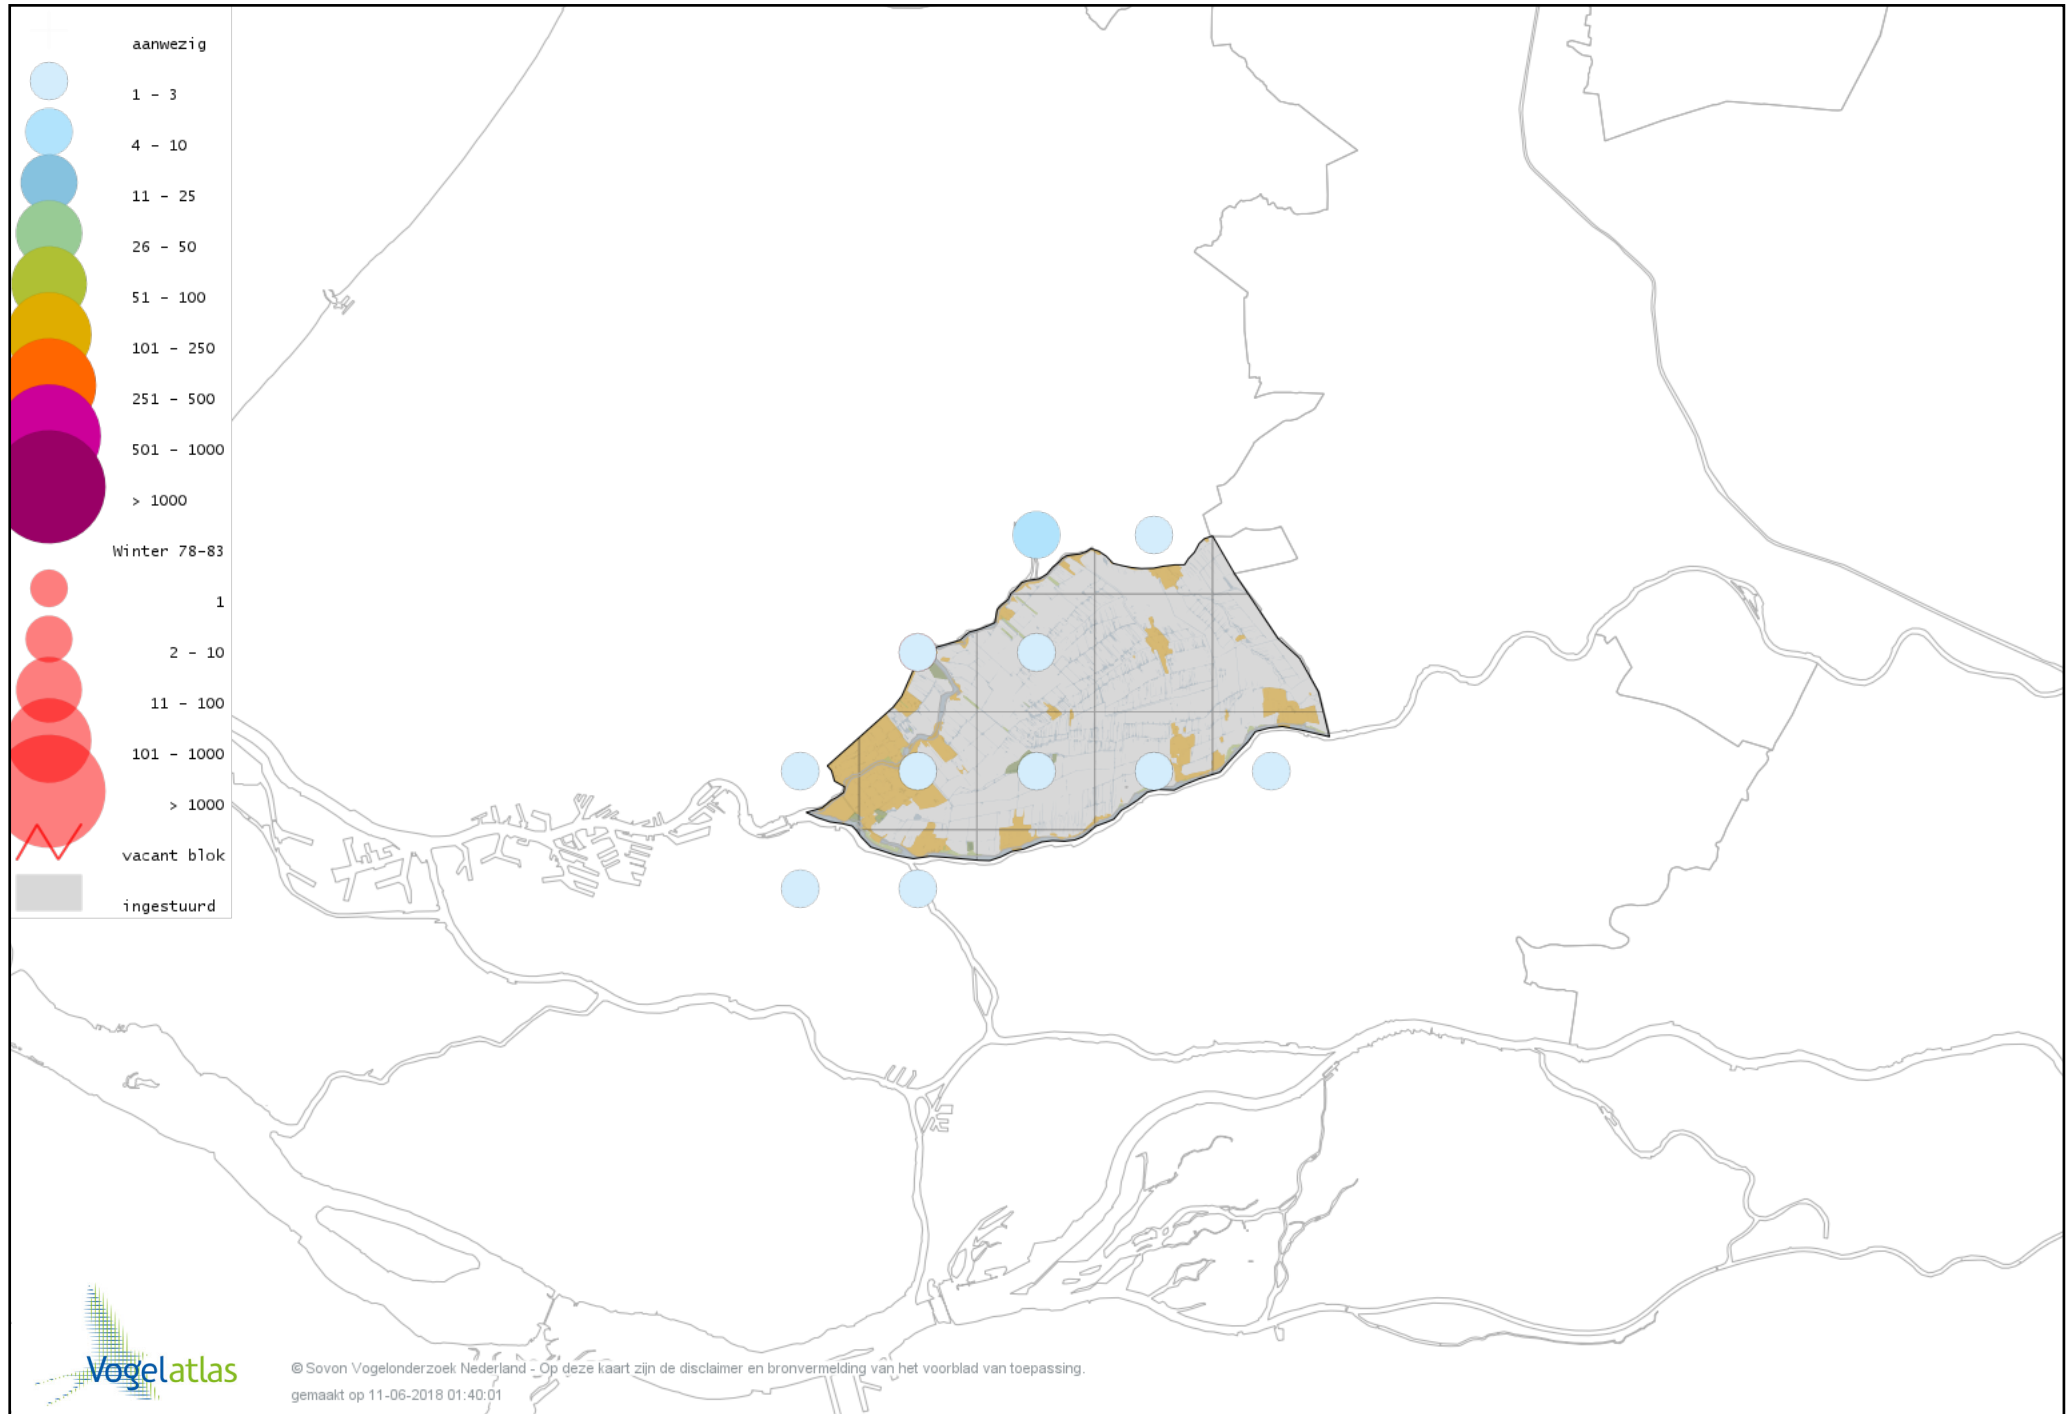 aanwezig
1 - 3
4 - 10
11 - 25
26 - 50
51 - 100
101 - 250
251 - 500
501 - 1000
> 1000
Winter 78-83
1
2 - 10
11 - 100
101 - 1000
> 1000
vacant blok
ingestuurd
Vogelatlas
© Sovon Vogelonderzoek Nederland - Op deze kaart zijn de disclaimer en bronvermelding van het voorblad van toepassing.
gemaakt op 11-06-2018 01:40:01